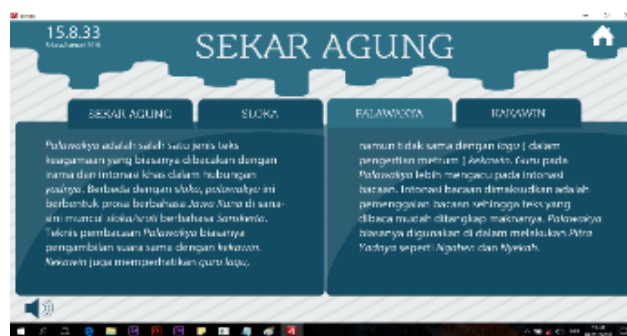 15.8.33
SEKAR AGUNG
SEKAR AGUNG
SLOKA
PALAWAKYA
KAKAWIN
Palawakya adalah salah satu jenis teks
keagamaan yang biasanya dibacakan dengan
irama dan intonasi khas dalam hubungan
yadnya. Berbeda dengan sloka, palawakya ini
berbentuk prosa berbahasa Jawa Kuna di sana-
sini muncul sloka/sruti berbahasa Sanskerta.
Teknis pembacaan Palawakya biasanya
pengambilan suara sama dengan kekawin.
Kekawin juga memperhatikan guru lagu,
namun tidak sama dengan lagu ( dalam
pengertian metrum ) kekawin. Guru pada
Palawakya lebih mengacu pada intonasi
bacaan. Intonasi bacaan dimaksudkan adalah
pemenggalan bacaan sehingga teks yang
dibaca mudah ditangkap maknanya. Palawakya
biasanya digunakan di dalam melakukan Pitra
Yadnya seperti Ngaben dan Nyekah.